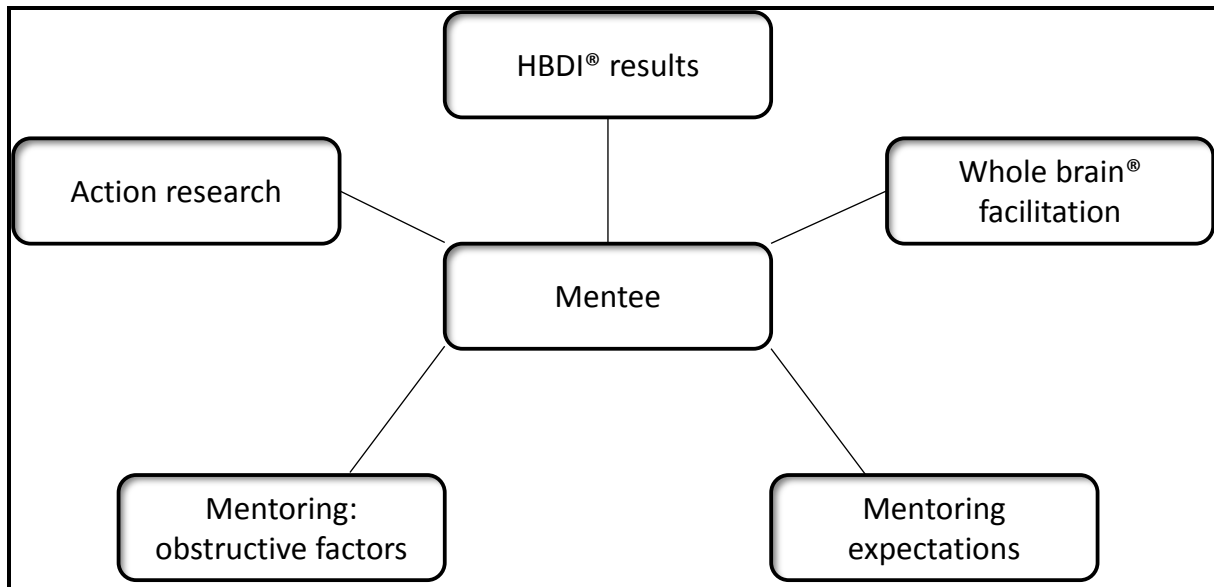 HBDI® results
Action research
Whole brain®
facilitation
Mentee
Mentoring:
obstructive factors
Mentoring
expectations